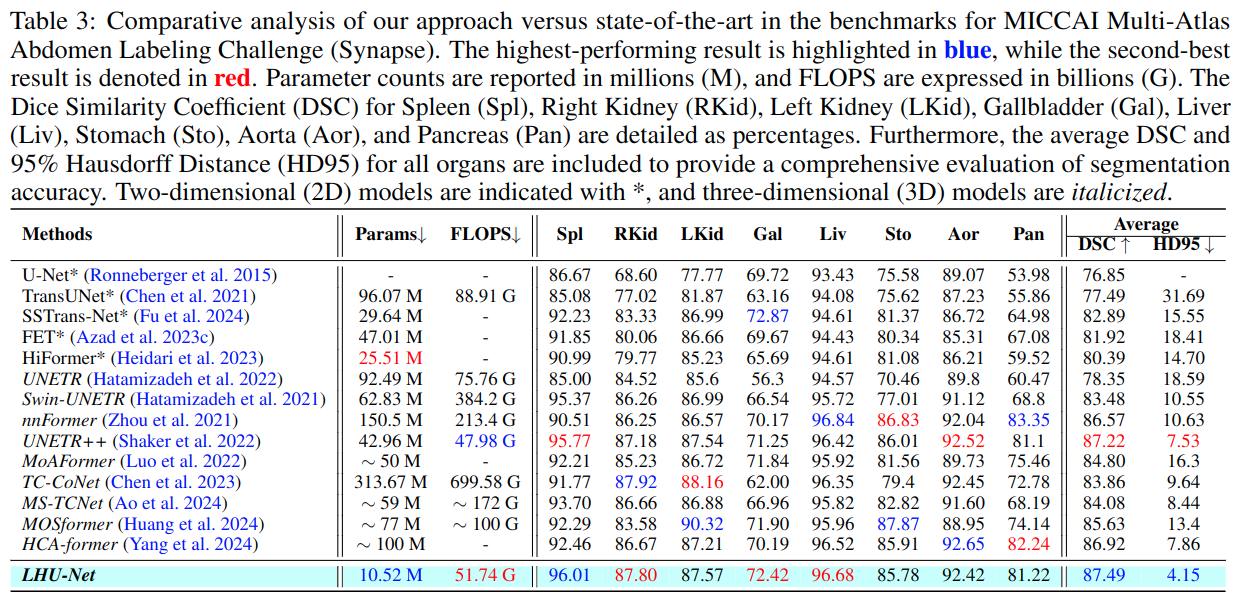 Table 3: Comparative analysis of our approach versus state-of-the-art in the benchmarks for MICCAI Multi-Atlas
Abdomen Labeling Challenge (Synapse). The highest-performing result is highlighted in blue, while the second-best
result is denoted in red. Parameter counts are reported in millions (M), and FLOPS are expressed in billions (G). The
Dice Similarity Coefficient (DSC) for Spleen (Spl), Right Kidney (RKid), Left Kidney (LKid), Gallbladder (Gal), Liver
(Liv), Stomach (Sto), Aorta (Aor), and Pancreas (Pan) are detailed as percentages. Furthermore, the average DSC and
95% Hausdorff Distance (HD95) for all organs are included to provide a comprehensive evaluation of segmentation
accuracy. Two-dimensional (2D) models are indicated with *, and three-dimensional (3D) models are italicized.
Methods Params↓ FLOPS↓ Spl RKid LKid Gal Liv Sto Aor Pan Average
DSC ↑ HD95 ↓
U-Net* (Ronneberger et al. 2015) - - 86.67 68.60 77.77 69.72 93.43 75.58 89.07 53.98 76.85 -
TransUNet* (Chen et al. 2021) 96.07 M 88.91 G 85.08 77.02 81.87 63.16 94.08 75.62 87.23 55.86 77.49 31.69
SSTrans-Net* (Fu et al. 2024) 29.64 M - 92.23 83.33 86.99 72.87 94.61 81.37 86.72 64.98 82.89 15.55
FET* (Azad et al. 2023c) 47.01 M - 91.85 80.06 86.66 69.67 94.43 80.34 85.31 67.08 81.92 18.41
HiFormer* (Heidari et al. 2023) 25.51 M - 90.99 79.77 85.23 65.69 94.61 81.08 86.21 59.52 80.39 14.70
UNETR (Hatamizadeh et al. 2022) 92.49 M 75.76 G 85.00 84.52 85.6 56.3 94.57 70.46 89.8 60.47 78.35 18.59
Swin-UNETR (Hatamizadeh et al. 2021) 62.83 M 384.2 G 95.37 86.26 86.99 66.54 95.72 77.01 91.12 68.8 83.48 10.55
nnFormer (Zhou et al. 2021) 150.5 M 213.4 G 90.51 86.25 86.57 70.17 96.84 86.83 92.04 83.35 86.57 10.63
UNETR++ (Shaker et al. 2022) 42.96 M 47.98 G 95.77 87.18 87.54 71.25 96.42 86.01 92.52 81.1 87.22 7.53
MoAFormer (Luo et al. 2022) ∼ 50 M - 92.21 85.23 86.72 71.84 95.92 81.56 89.73 75.46 84.80 16.3
TC-CoNet (Chen et al. 2023) 313.67 M 699.58 G 91.77 87.92 88.16 62.00 96.35 79.4 92.45 72.78 83.86 9.64
MS-TCNet (Ao et al. 2024) ∼ 59 M ∼ 172 G 93.70 86.66 86.88 66.96 95.82 82.82 91.60 68.19 84.08 8.44
MOSformer (Huang et al. 2024) ∼ 77 M ∼ 100 G 92.29 83.58 90.32 71.90 95.96 87.87 88.95 74.14 85.63 13.4
HCA-former (Yang et al. 2024) ∼ 100 M - 92.46 86.67 87.21 70.19 96.52 85.91 92.65 82.24 86.92 7.86
LHU-Net 10.52 M 51.74 G 96.01 87.80 87.57 72.42 96.68 85.78 92.42 81.22 87.49 4.15